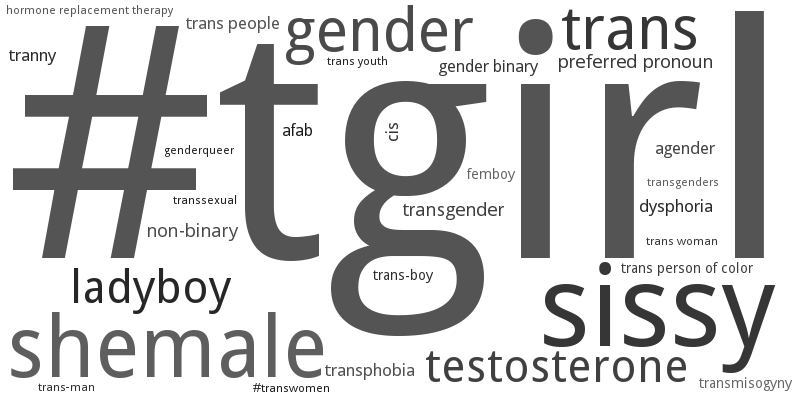 hormone replacement therapy
trans people
gender
trans
tranny
trans youth
gender binary
preferred pronoun
#tgirl
afab
cis
genderqueer
agender
femboy
transgenders
transsexual
transgender
dysphoria
non-binary
trans woman
trans-boy
trans person of color
ladyboy
sissy
shemale
transphobia
testosterone
trans-man
#transwomen
transmisogyny